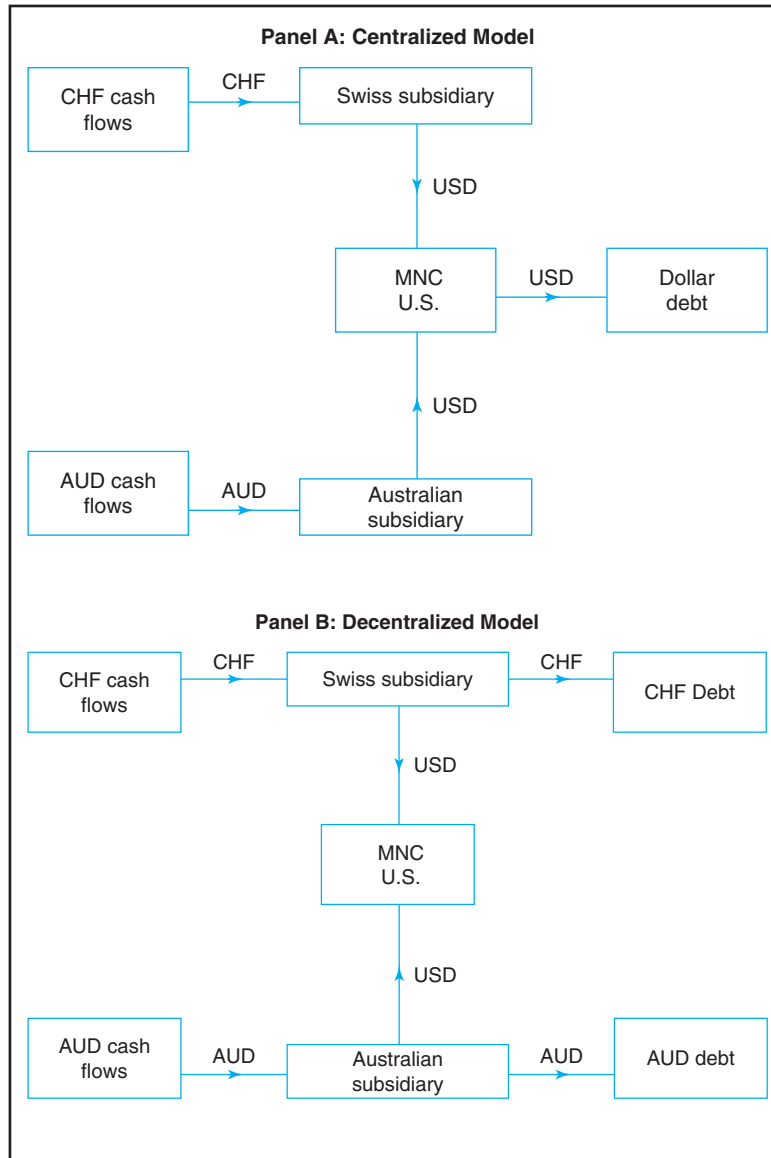 Panel A: Centralized Model
CHF cash
flows
CHF
Swiss subsidiary
USD
MNC
U.S.
USD
Dollar
debt
USD
AUD cash
flows
AUD
Australian
subsidiary
Panel B: Decentralized Model
CHF cash
flows
CHF
Swiss subsidiary
CHF
CHF Debt
USD
MNC
U.S.
USD
AUD cash
flows
AUD
Australian
subsidiary
AUD
AUD debt